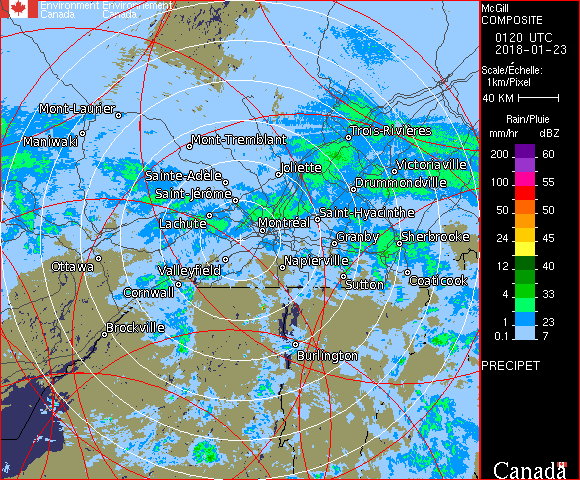 Environment Environnement
Canada Canada
McGill
COMPOSITE
0120 UTC
2018-01-23
Scale/Échelle:
1km/Pixel
40 KM
Rain/Pluie
mm/hr dBZ
200 60
100 55
50 50
24 45
12 40
4 33
1 23
0.1 7
PRECIPET
Mont-Laurier
Maniwaki
Mont-Tremblant
Trois-Rivières
Sainte-Adèle
Joliette
Victoriaville
Saint-Jérôme
Drummondville
Lachute
Montréal
Saint-Hyacinthe
Granby
Sherbrooke
Ottawa
Valleyfield
Napierville
Cornwall
Sutton
Coaticook
Brockville
Burlington
Canada